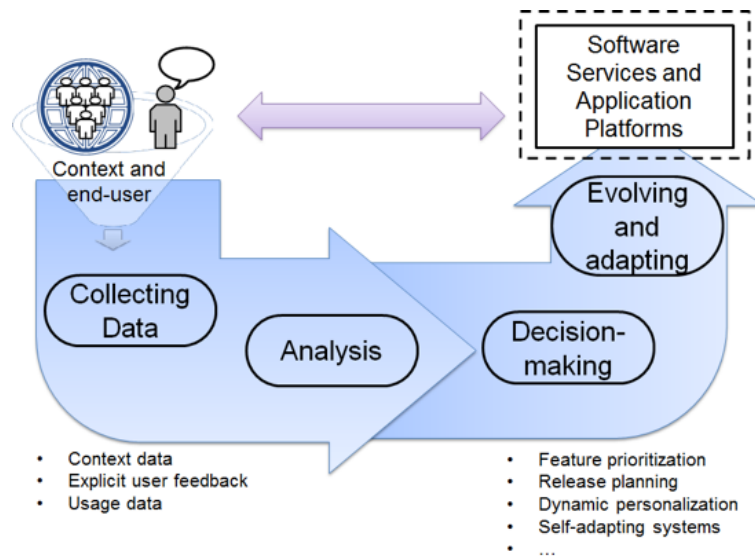 Software
Services and
Application
Platforms
Context and
end-user
Evolving
and
adapting
Collecting
Data
Analysis
Decision-
making
• Context data
• Explicit user feedback
• Usage data
• Feature prioritization
• Release planning
• Dynamic personalization
• Self-adapting systems
• ...